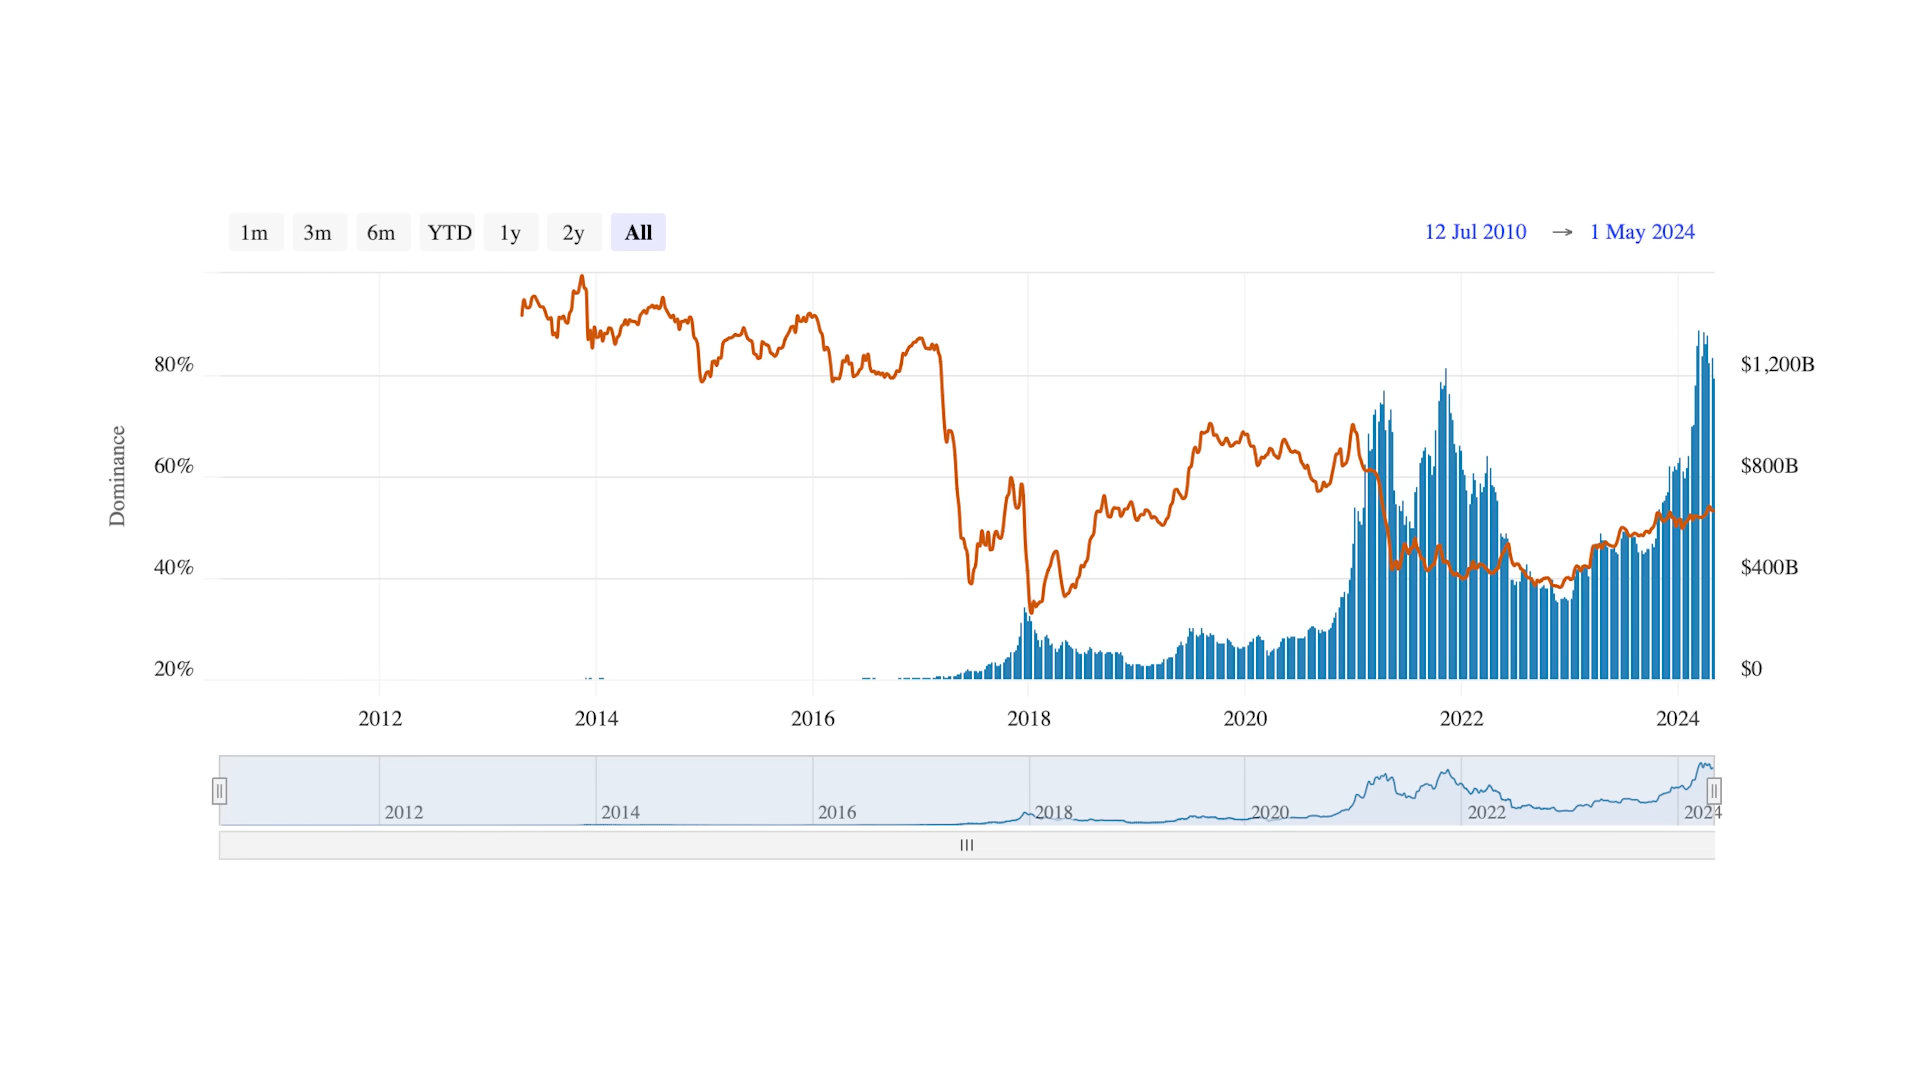 1m 3m 6m YTD 1y 2y All 12 Jul 2010 → 1 May 2024
80% $1,200B
60% $800B
40% $400B
20% $0
Dominance
2012 2014 2016 2018 2020 2022 2024
2012 2014 2016 2018 2020 2022 2024